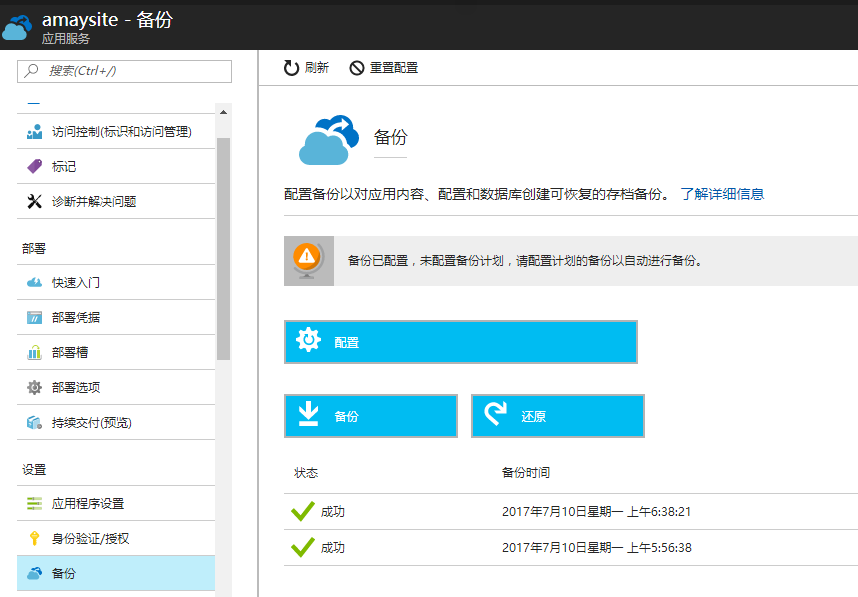 amaysite - 备份
应用服务
搜索(Ctrl+/)
访问控制(标识和访问管理)
标记
诊断并解决问题
部署
快速入门
部署凭据
部署槽
部署选项
持续交付(预览)
设置
应用程序设置
身份验证/授权
备份
刷新 重置配置
备份
配置备份以对应用内容、配置和数据库创建可恢复的存档备份。 了解详细信息
备份已配置，未配置备份计划，请配置计划的备份以自动进行备份。
配置
备份 还原
状态 备份时间
成功 2017年7月10日星期一 上午6:38:21
成功 2017年7月10日星期一 上午5:56:38